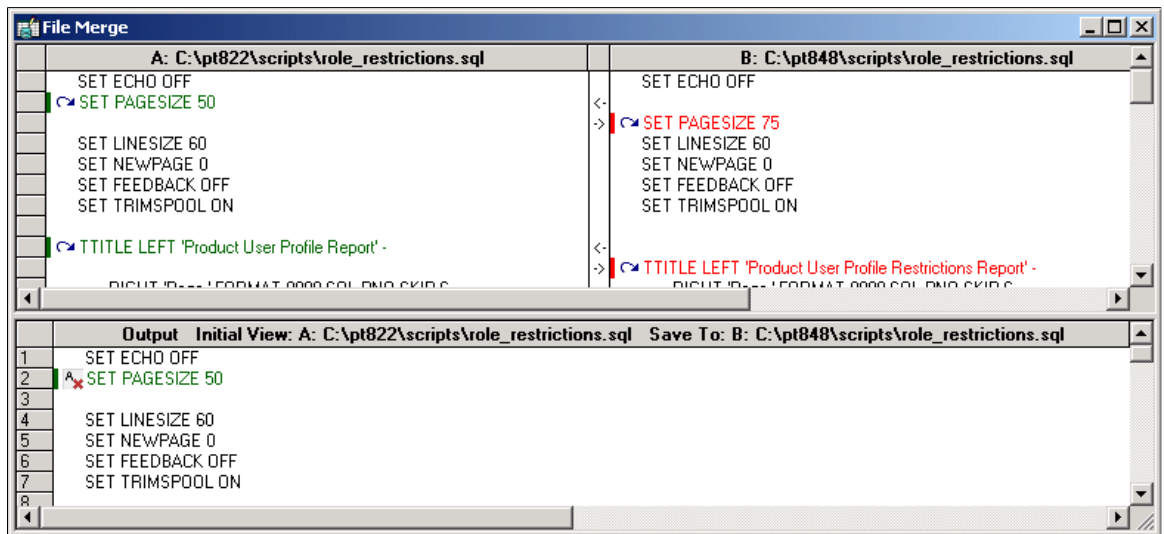 File Merge
A: C:\pt822\scripts\role_restrictions.sql
SET ECHO OFF
SET PAGESIZE 50
SET LINESIZE 60
SET NEWPAGE 0
SET FEEDBACK OFF
SET TRIMSPOOL ON
TTITLE LEFT 'Product User Profile Report' -
<-
->
<-
->
B: C:\pt848\scripts\role_restrictions.sql
SET ECHO OFF
SET PAGESIZE 75
SET LINESIZE 60
SET NEWPAGE 0
SET FEEDBACK OFF
SET TRIMSPOOL ON
TTITLE LEFT 'Product User Profile Restrictions Report' -
Output Initial View: A: C:\pt822\scripts\role_restrictions.sql Save To: B: C:\pt848\scripts\role_restrictions.sql
1 SET ECHO OFF
2 A SET PAGESIZE 50
3
4 SET LINESIZE 60
5 SET NEWPAGE 0
6 SET FEEDBACK OFF
7 SET TRIMSPOOL ON
8